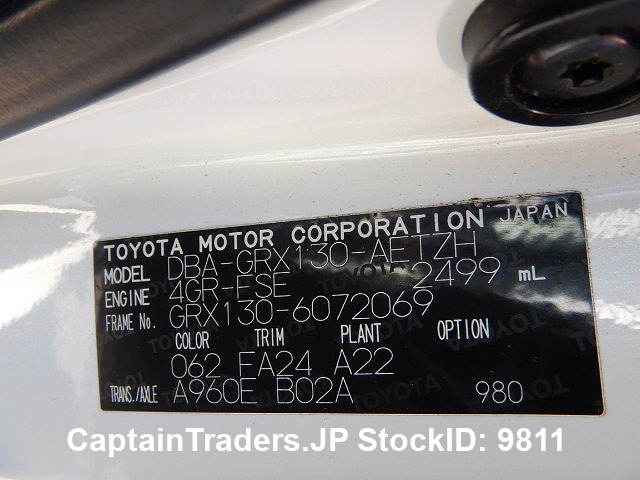 TOYOTA MOTOR CORPORATION JAPAN
MODEL DBA-GRX130-AETZH
ENGINE 4GR-FSE 2499 mL
FRAME No. GRX130-6072069
COLOR TRIM PLANT OPTION
062 FA24 A22
TRANS./AXLE A960E B02A 980
CaptainTraders.JP StockID: 9811